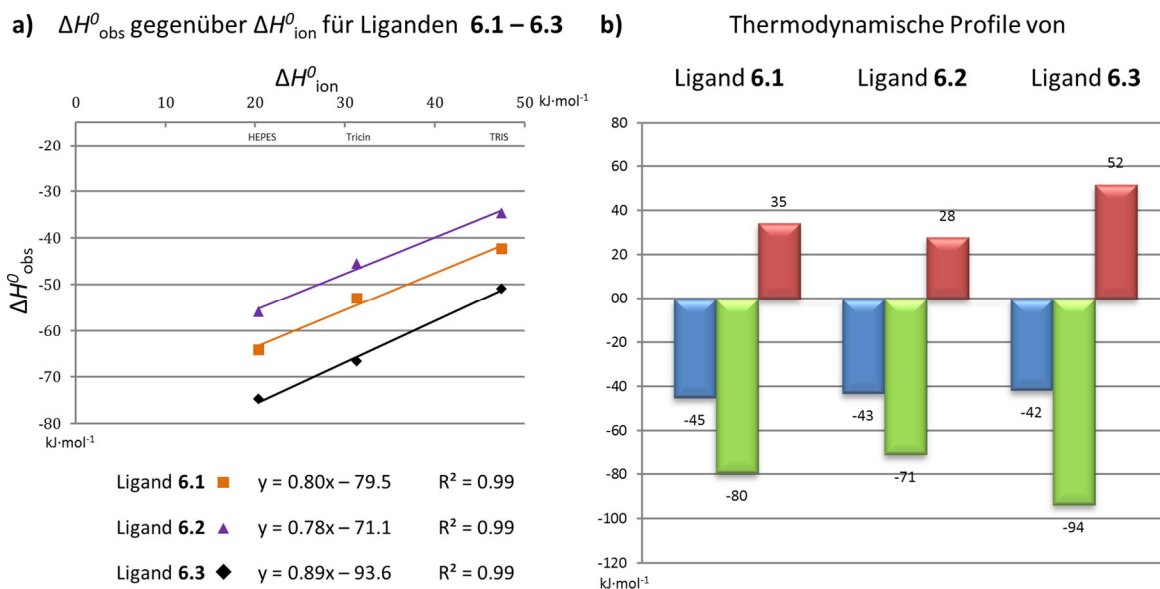 a) ΔH⁰obs gegenüber ΔH⁰ion für Liganden 6.1 – 6.3
ΔH⁰ion
0 10 20 30 40 50
kJ·mol⁻¹
HEPES Tricin TRIS
-20
-30
-40
-50
-60
-70
-80
ΔH⁰obs
kJ·mol⁻¹
Ligand 6.1 y = 0.80x – 79.5 R² = 0.99
Ligand 6.2 y = 0.78x – 71.1 R² = 0.99
Ligand 6.3 y = 0.89x – 93.6 R² = 0.99
b) Thermodynamische Profile von
Ligand 6.1 Ligand 6.2 Ligand 6.3
80
60
40
20
00
-20
-40
-60
-80
-100
-120
kJ·mol⁻¹
35 28 52
-45 -43 -42
-80 -71 -94